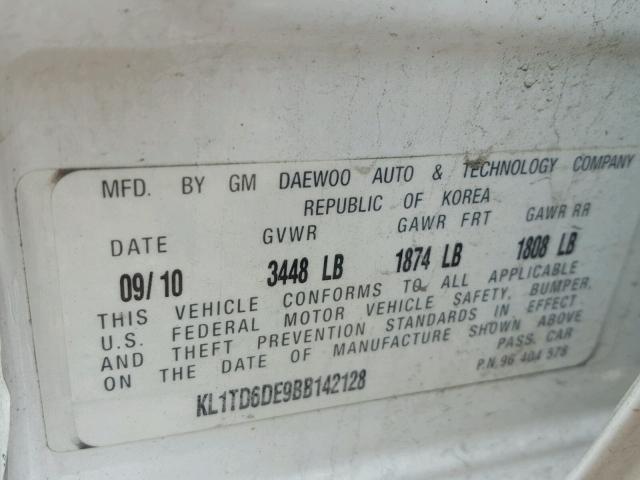 MFD. BY GM DAEWOO AUTO & TECHNOLOGY COMPANY
REPUBLIC OF KOREA
DATE GVWR GAWR FRT GAWR RR
09/10 3448 LB 1874 LB 1808 LB
THIS VEHICLE CONFORMS TO ALL APPLICABLE
U.S. FEDERAL MOTOR VEHICLE SAFETY, BUMPER,
AND THEFT PREVENTION STANDARDS IN EFFECT
ON THE DATE OF MANUFACTURE SHOWN ABOVE
PASS. CAR
KL1TD6DE9BB142128 P.N. 96 404 578